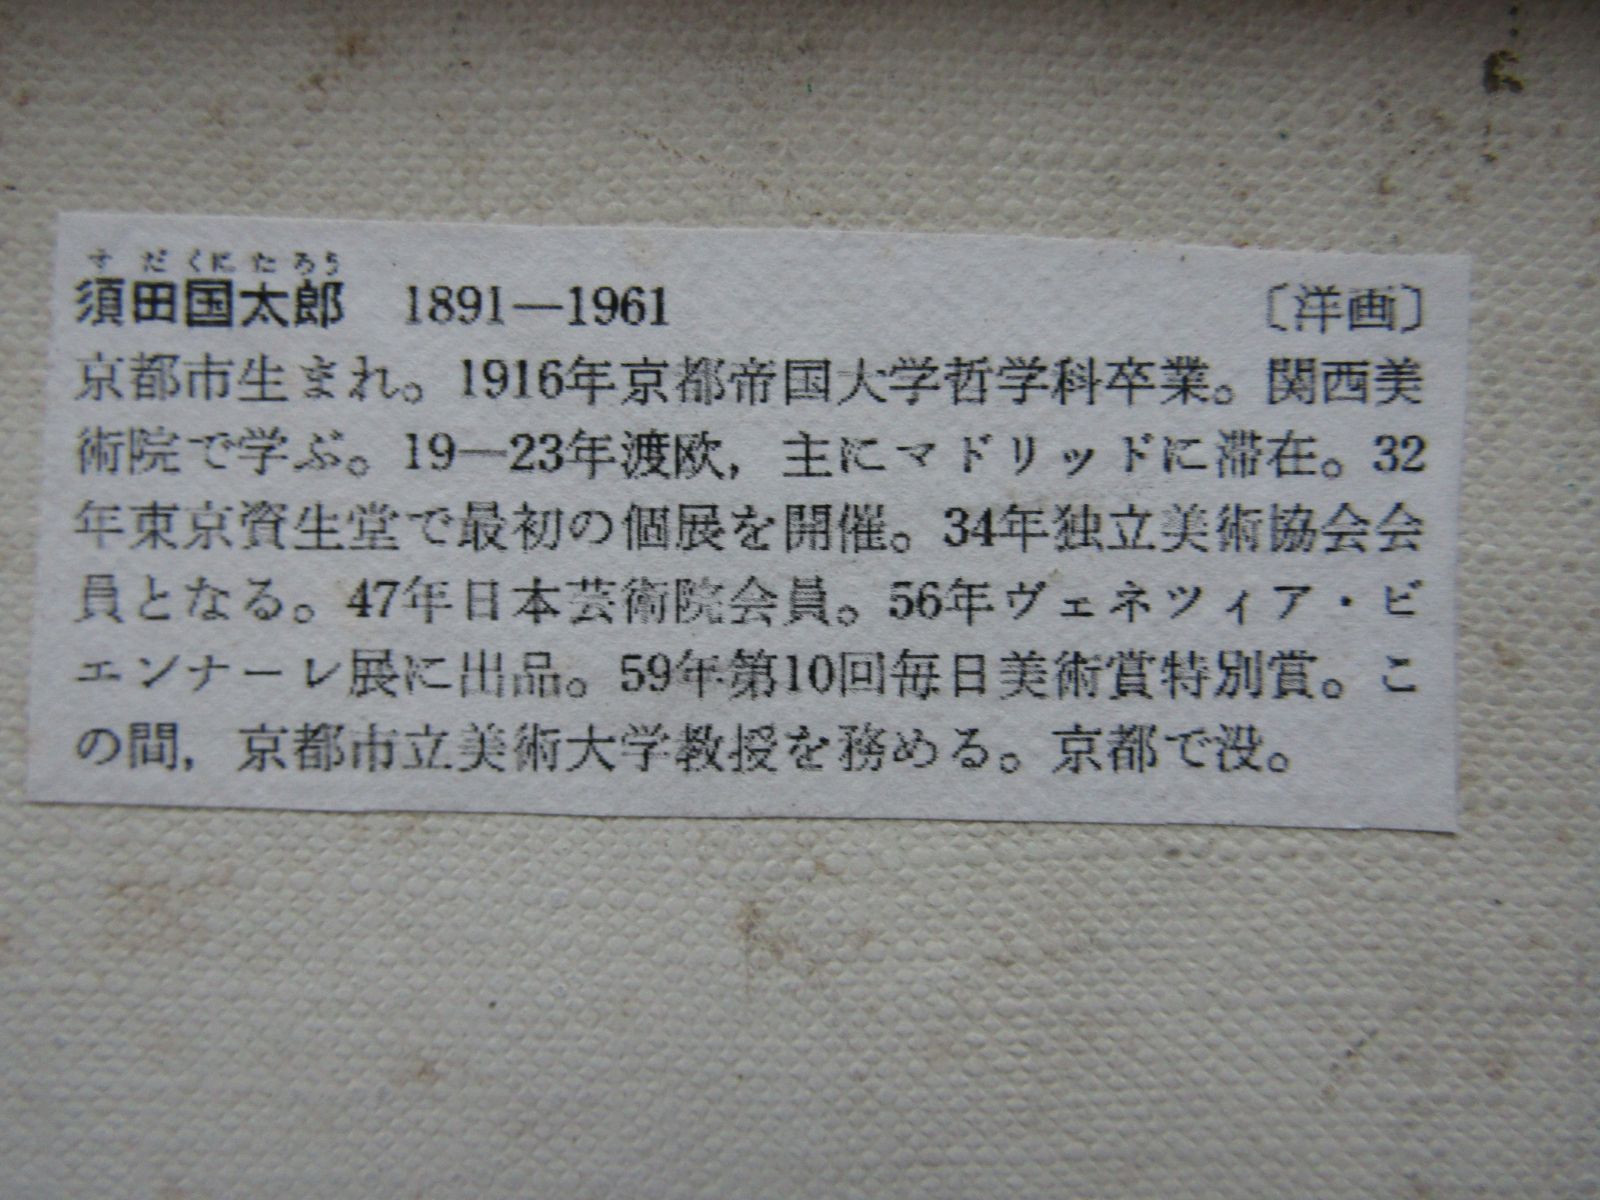 すだくにたろう
須田国太郎 1891—1961 〔洋画〕
京都市生まれ。1916年京都帝国大学哲学科卒業。関西美
術院で学ぶ。19—23年渡欧，主にマドリッドに滞在。32
年東京資生堂で最初の個展を開催。34年独立美術協会会
員となる。47年日本芸術院会員。56年ヴェネツィア・ビ
エンナーレ展に出品。59年第10回毎日美術賞特別賞。こ
の間，京都市立美術大学教授を務める。京都で没。